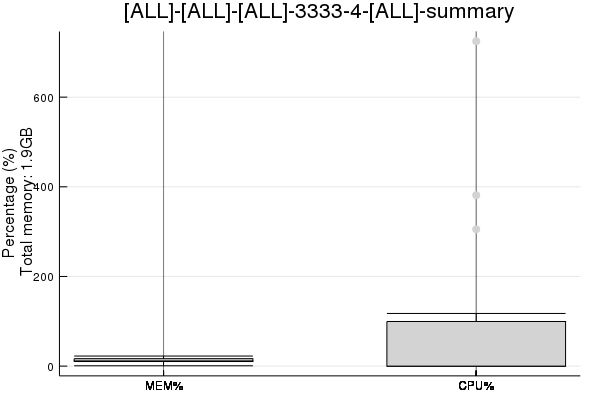 [ALL]-[ALL]-[ALL]-3333-4-[ALL]-summary
Percentage (%)
Total memory: 1.9GB
600
400
200
0
MEM%
CPU%